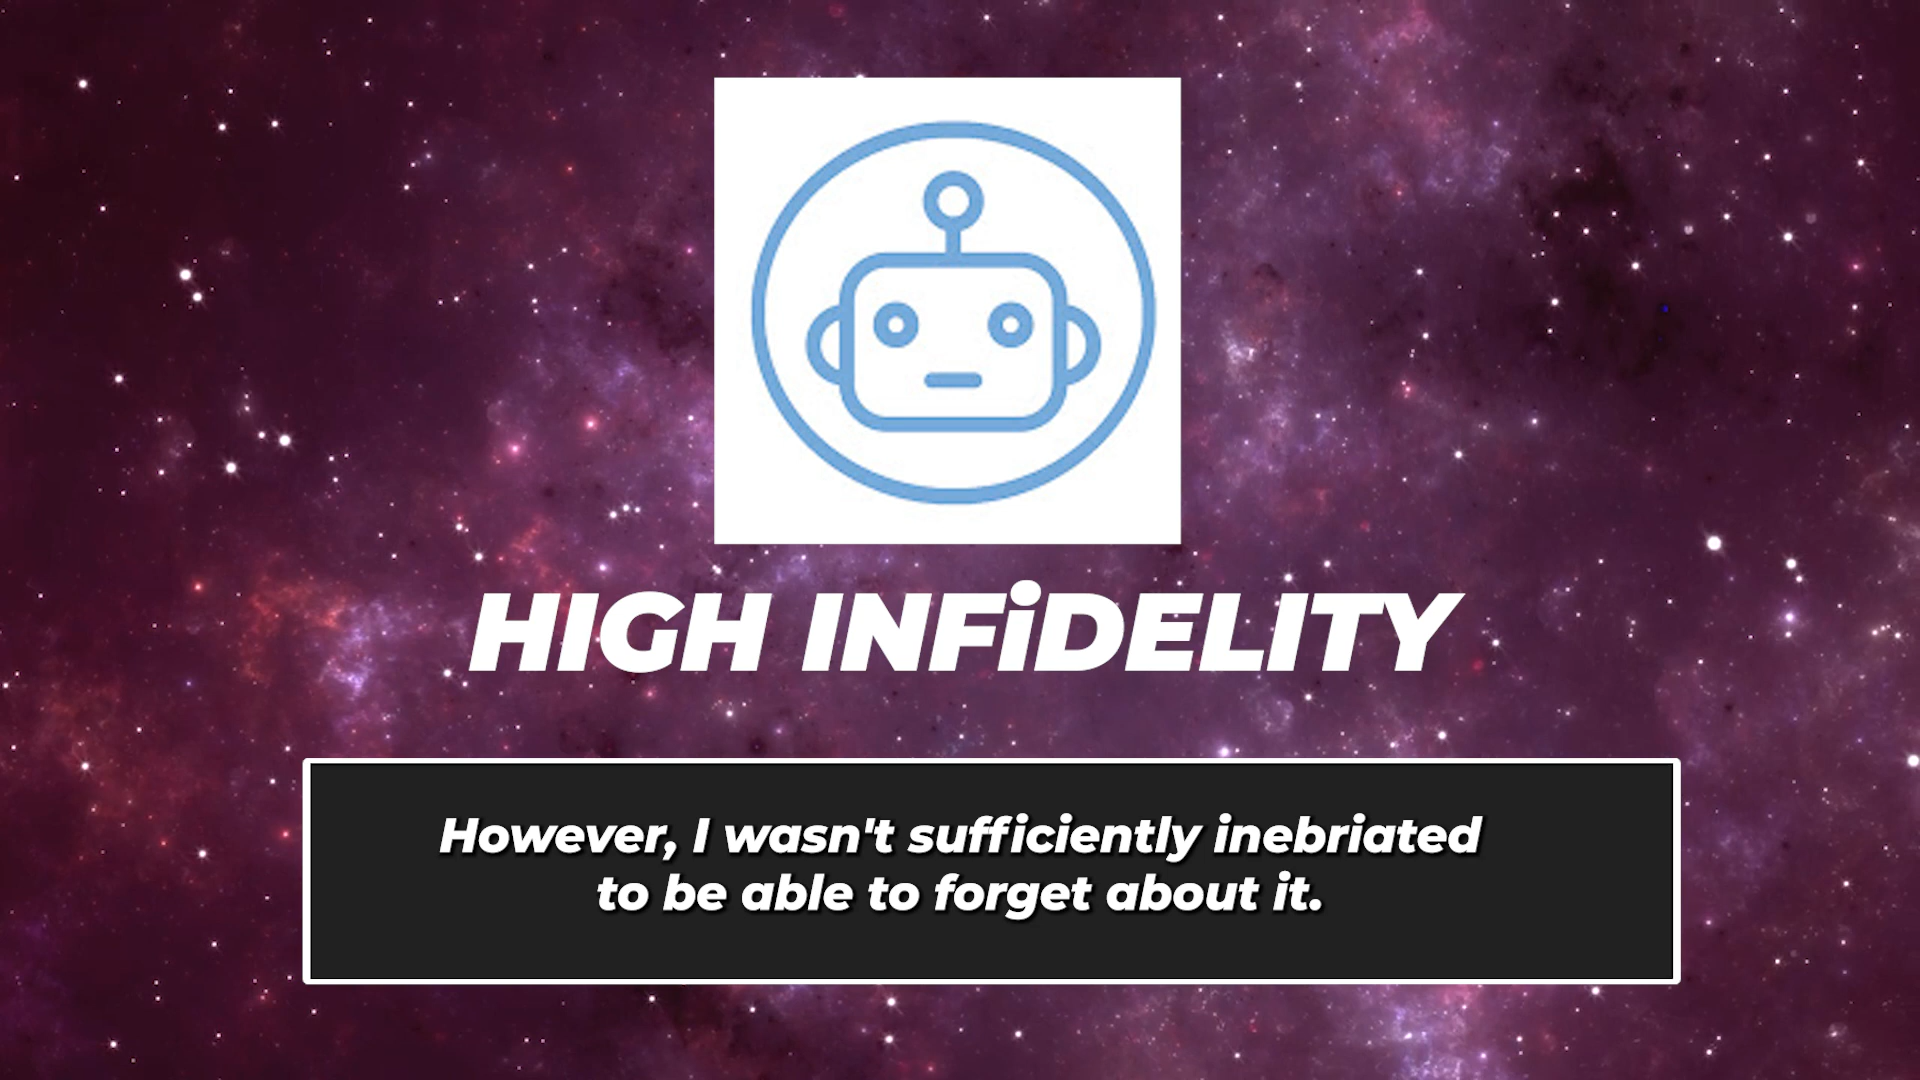 HIGH INFiDELITY
However, I wasn't sufficiently inebriated
to be able to forget about it.